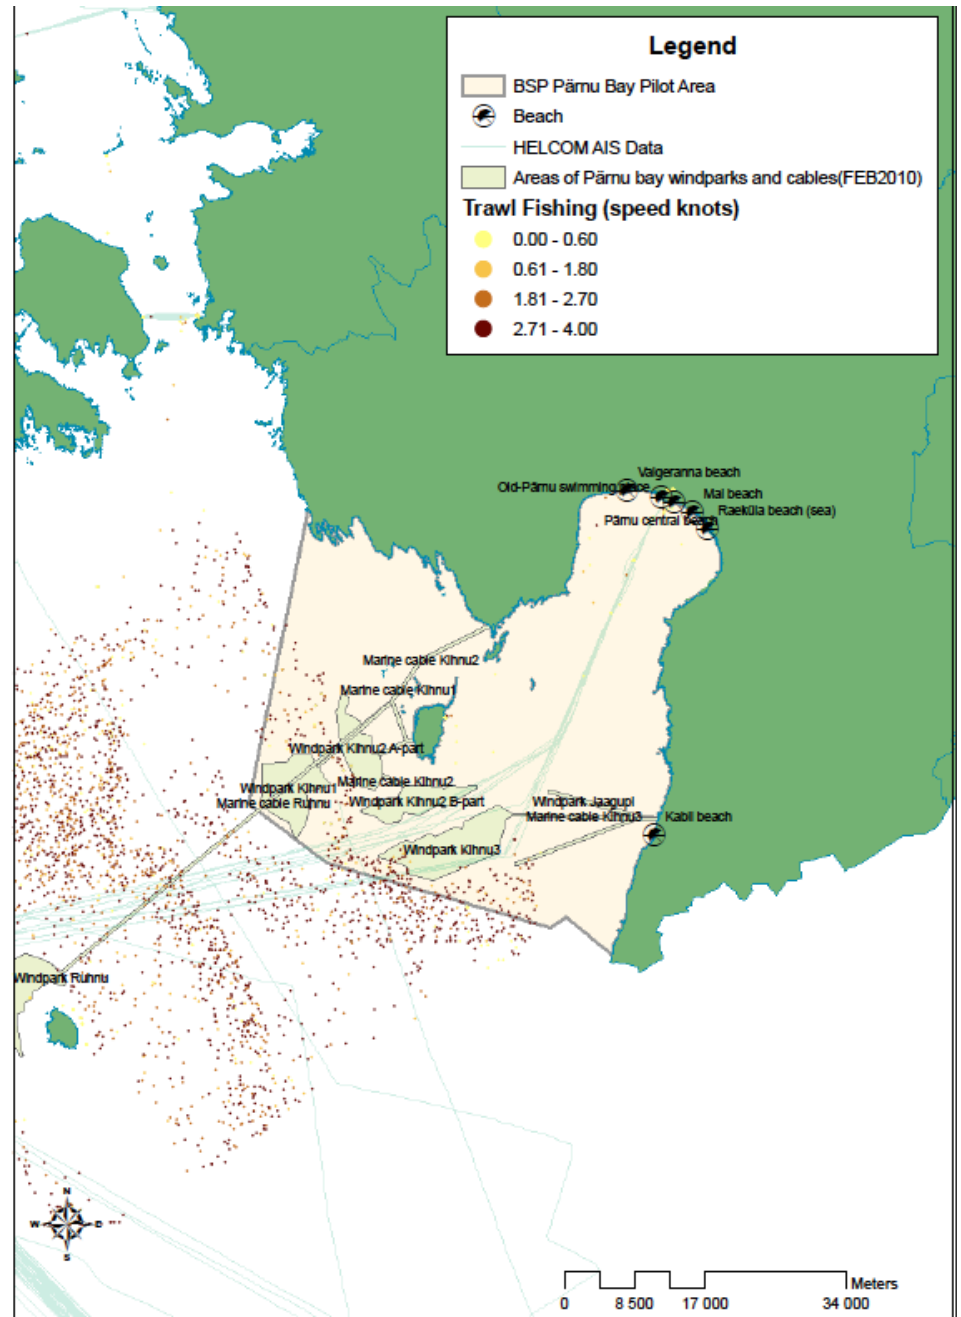 Legend
BSP Pärnu Bay Pilot Area
Beach
HELCOM AIS Data
Areas of Pärnu bay windparks and cables(FEB2010)
Trawl Fishing (speed knots)
0.00 - 0.60
0.61 - 1.80
1.81 - 2.70
2.71 - 4.00
Valgeranna beach
Old-Pärnu swimming place
Mai beach
Raeküla beach (sea)
Pärnu central beach
Marine cable Kihnu2
Marine cable Kihnu1
Windpark Kihnu2 A-part
Marine cable Kihnu2
Windpark Kihnu1
Windpark Kihnu2 B-part
Windpark Jaagupi
Marine cable Ruhnu
Marine cable Kihnu3
Kabli beach
Windpark Kihnu3
Windpark Ruhnu
N
W
D
S
Meters
0
8 500
17 000
34 000